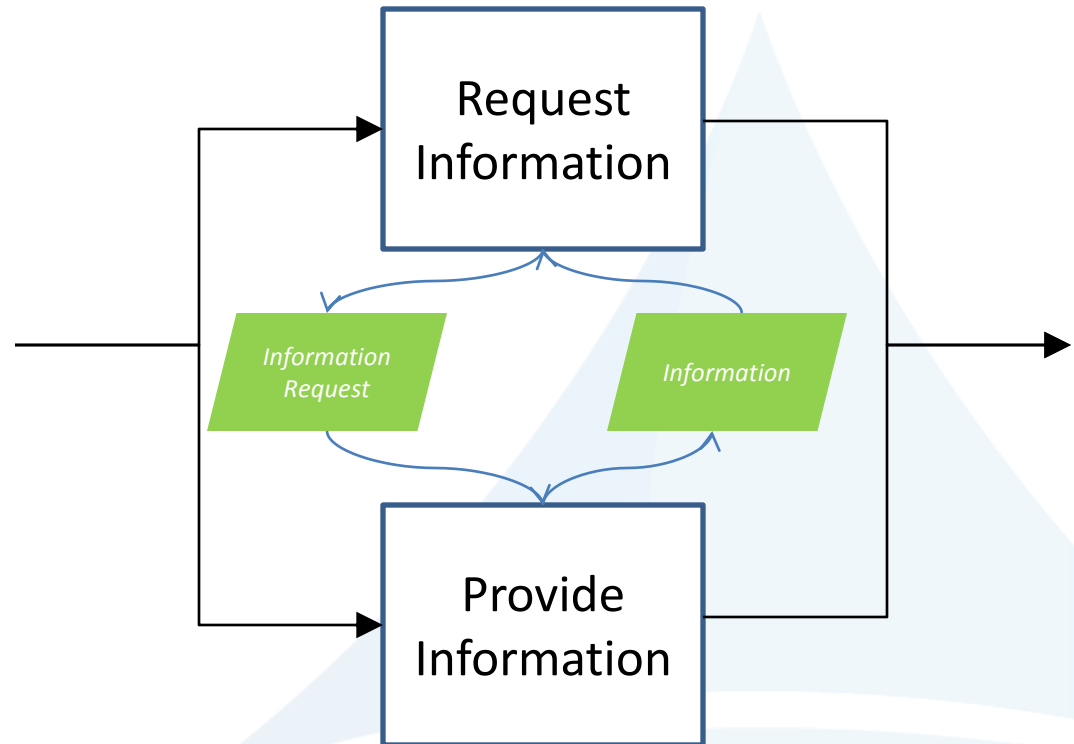 Request
Information
Information
Request
Information
Provide
Information